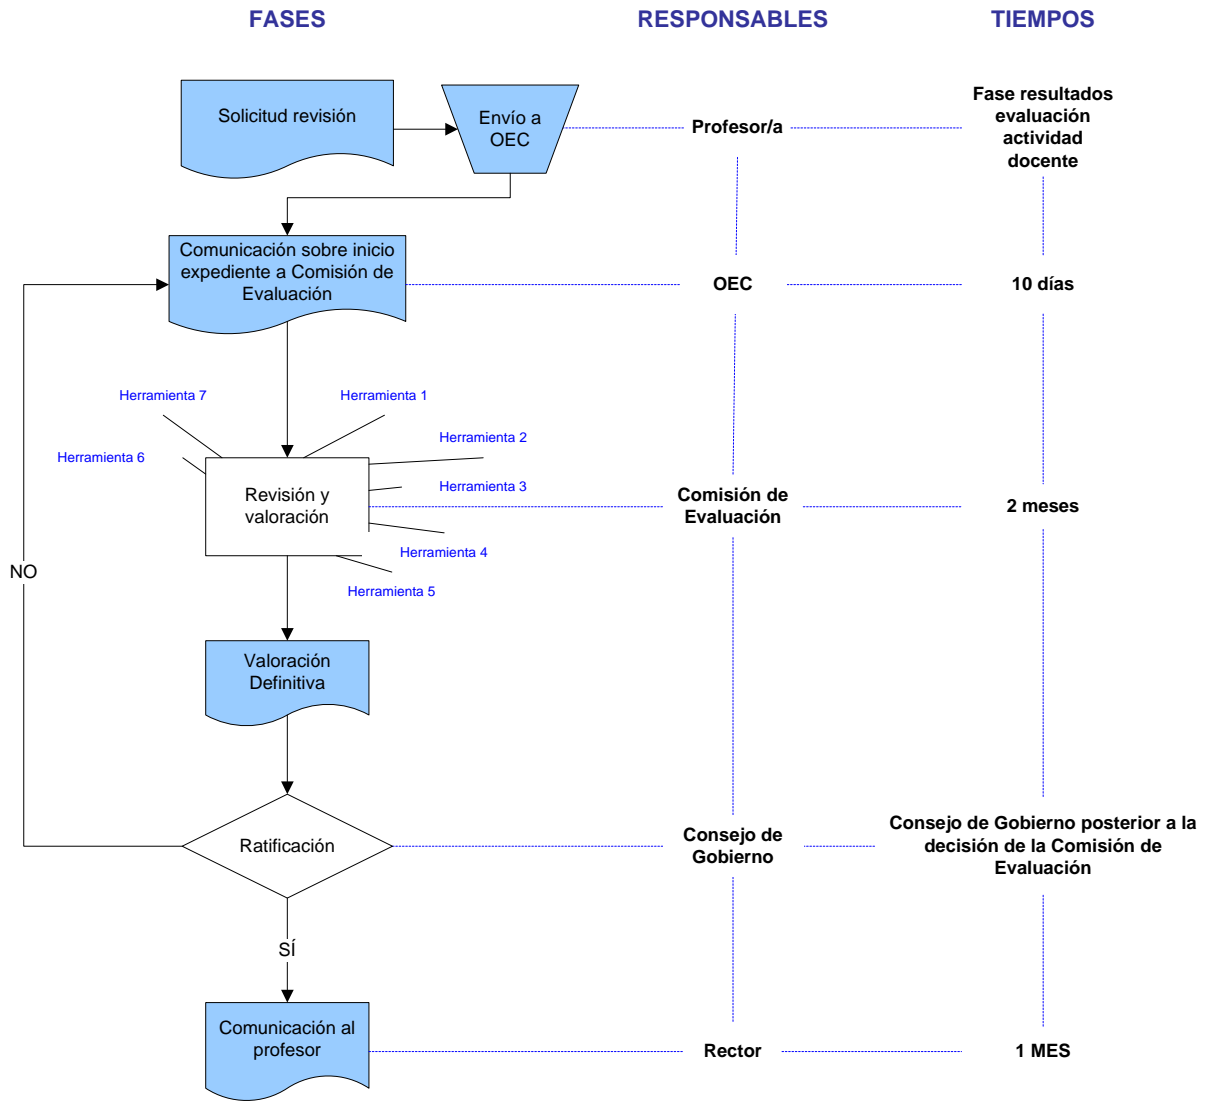 FASES
RESPONSABLES
TIEMPOS
Solicitud revisión
Envío a
OEC
Profesor/a
Fase resultados
evaluación
actividad
docente
Comunicación sobre inicio
expediente a Comisión de
Evaluación
OEC
10 días
Herramienta 7
Herramienta 1
Herramienta 2
Herramienta 6
Herramienta 3
Revisión y
valoración
Comisión de
Evaluación
2 meses
Herramienta 4
Herramienta 5
NO
Valoración
Definitiva
Ratificación
Consejo de
Gobierno
Consejo de Gobierno posterior a la
decisión de la Comisión de
Evaluación
SÍ
Comunicación al
profesor
Rector
1 MES